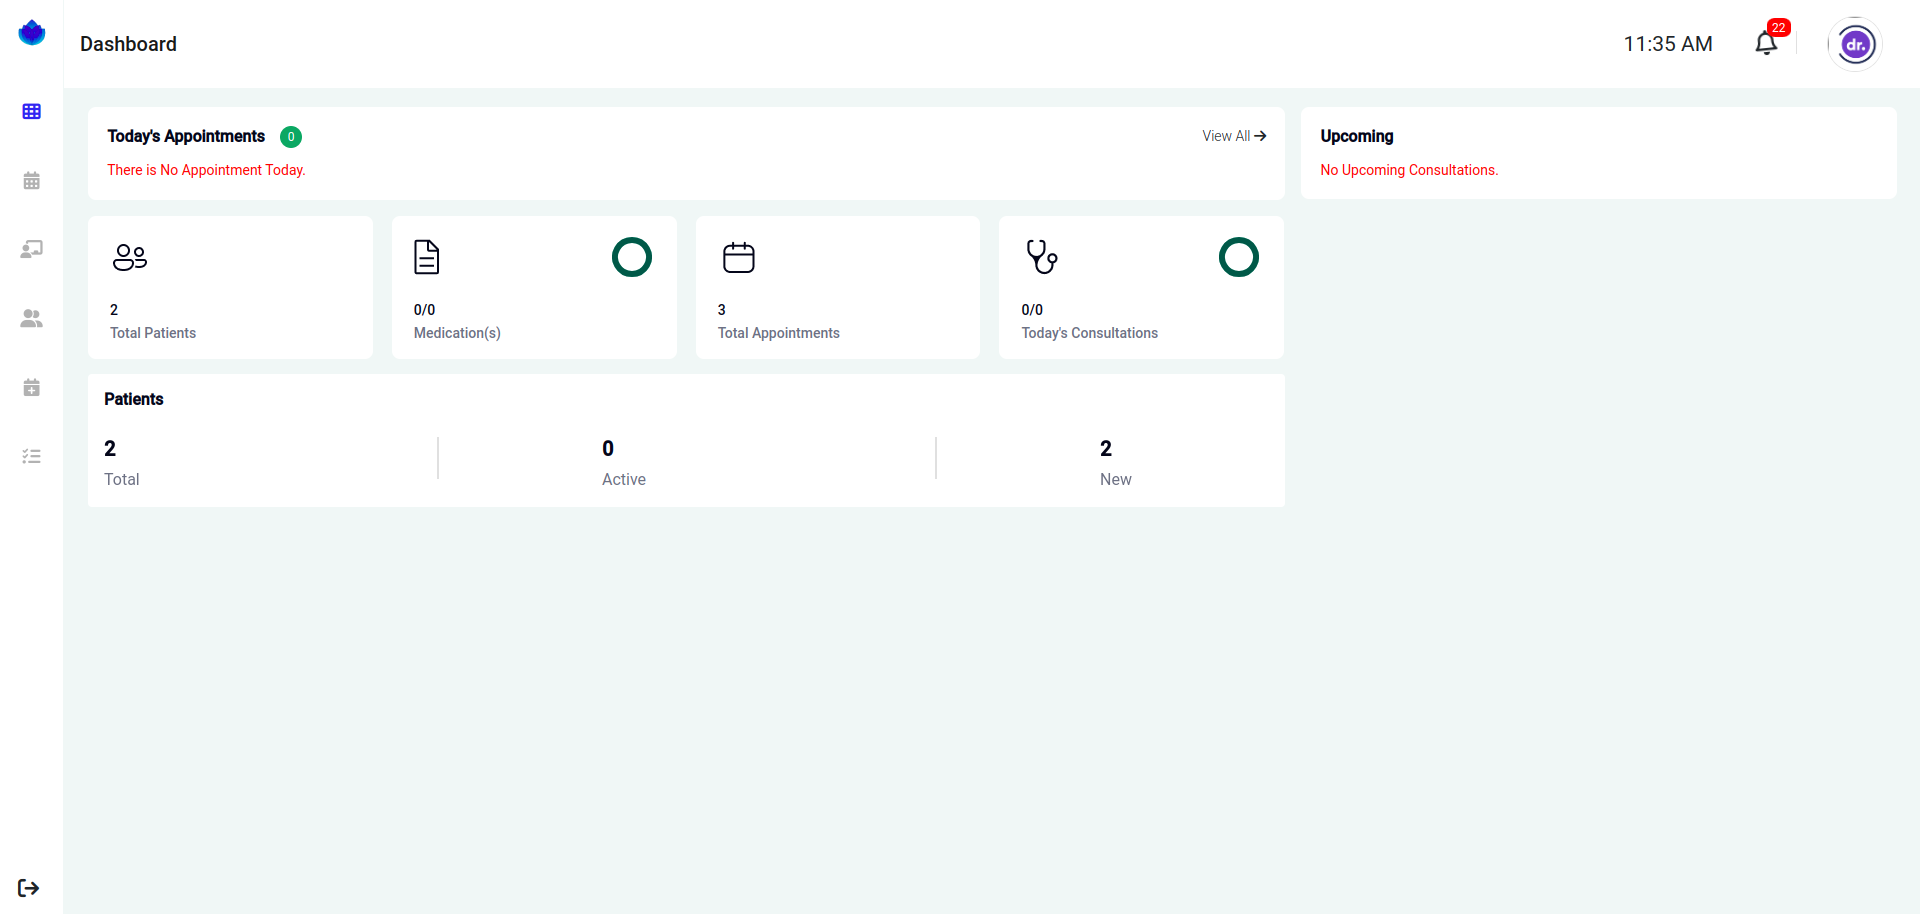 Dashboard
11:35 AM
22
dr.
Today's Appointments 0
View All
There is No Appointment Today.
Upcoming
No Upcoming Consultations.
2
Total Patients
0/0
Medication(s)
3
Total Appointments
0/0
Today's Consultations
Patients
2
Total
0
Active
2
New